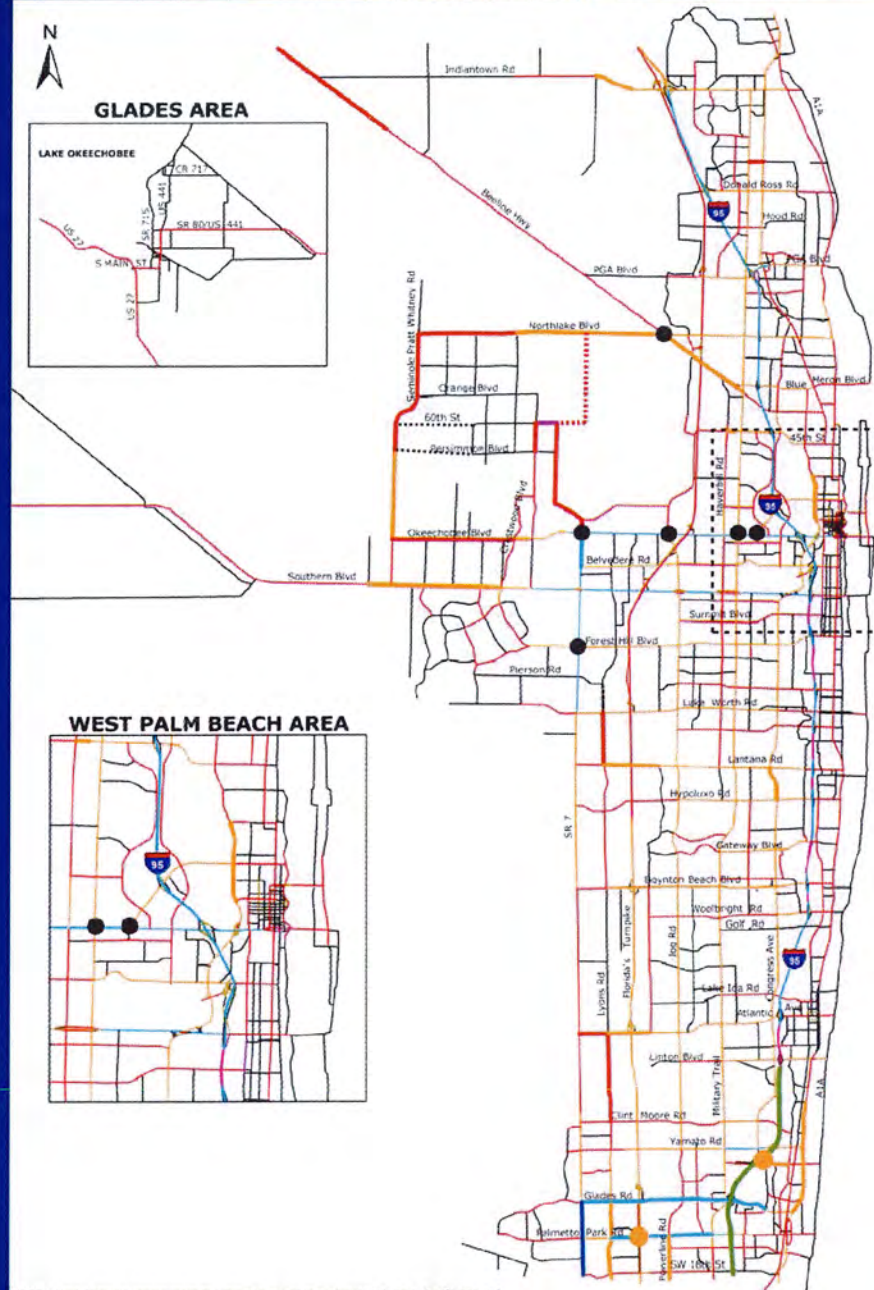 N
GLADES AREA
LAKE OKEECHOBEE
CR 717
US 441
SR 715
SR 80/US 441
US 27
S MAIN ST
US 27
Indiantown Rd
A1A
Donald Ross Rd
95
Hood Rd
Beeline Hwy
PGA Blvd
PGA Blvd
Seminole Pratt Whitney Rd
Northlake Blvd
Orange Blvd
Blue Heron Blvd
60th St
45th St
Persimmon Blvd
Haverhill Rd
95
Crestwood Blvd
Okeechobee Blvd
Belvedere Rd
Southern Blvd
Summit Blvd
Forest Hill Blvd
Pierson Rd
Lake Worth Rd
WEST PALM BEACH AREA
Lantana Rd
Hypoluxo Rd
SR 7
Gateway Blvd
Boynton Beach Blvd
95
Woolbright Rd
Golf Rd
Lyons Rd
Florida's Turnpike
Jog Rd
Congress Ave
95
Lake Ida Rd
Atlantic Ave
Military Trail
Linton Blvd
A1A
Clint Moore Rd
Yamato Rd
Glades Rd
Palmetto Park Rd
Powerline Rd
SW 18th St